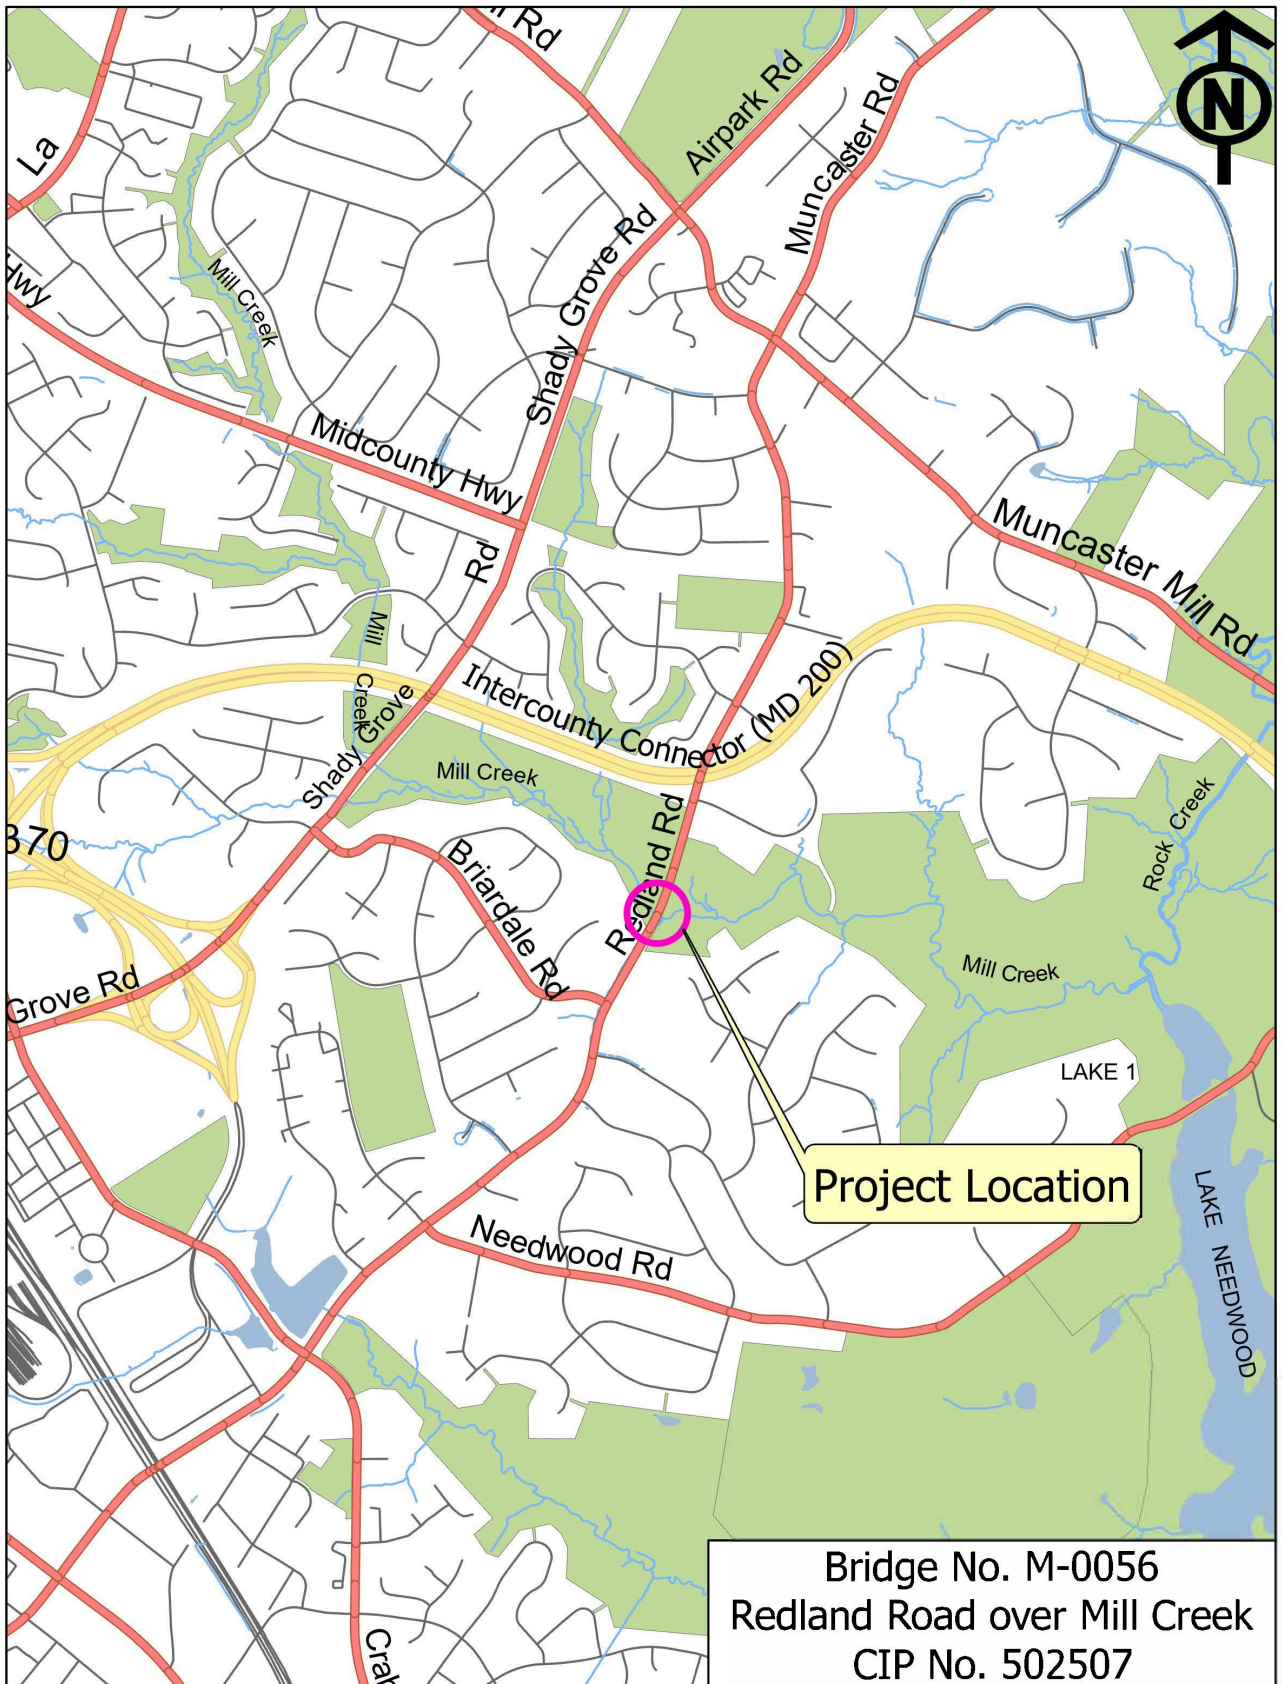 ll Rd
N
Airpark Rd
Muncaster Rd
La
Shady Grove Rd
Hwy
Mill Creek
Midcounty Hwy
Muncaster Mill Rd
Rd
Mill
Creek
Intercounty Connector (MD 200)
Shady Grove
Mill Creek
Redland Rd
Rock Creek
370
Briardale Rd
Mill Creek
Grove Rd
LAKE 1
Project Location
LAKE NEEDWOOD
Needwood Rd
Crab
Bridge No. M-0056
Redland Road over Mill Creek
CIP No. 502507